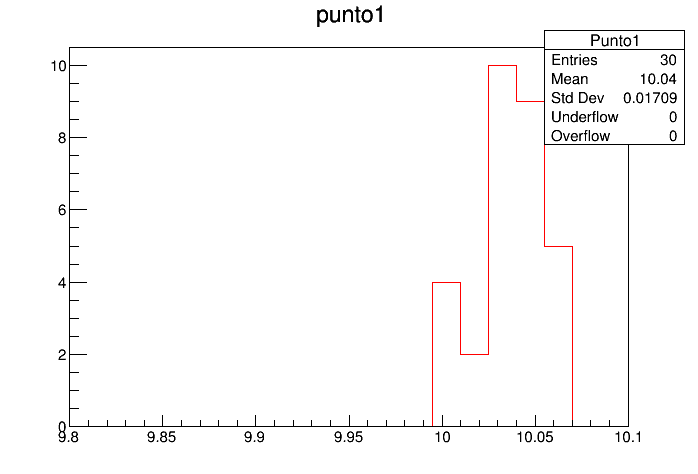 punto1
Punto1
Entries 30
Mean 10.04
Std Dev 0.01709
Underflow 0
Overflow 0
10
8
6
4
2
0
9.8 9.85 9.9 9.95 10 10.05 10.1